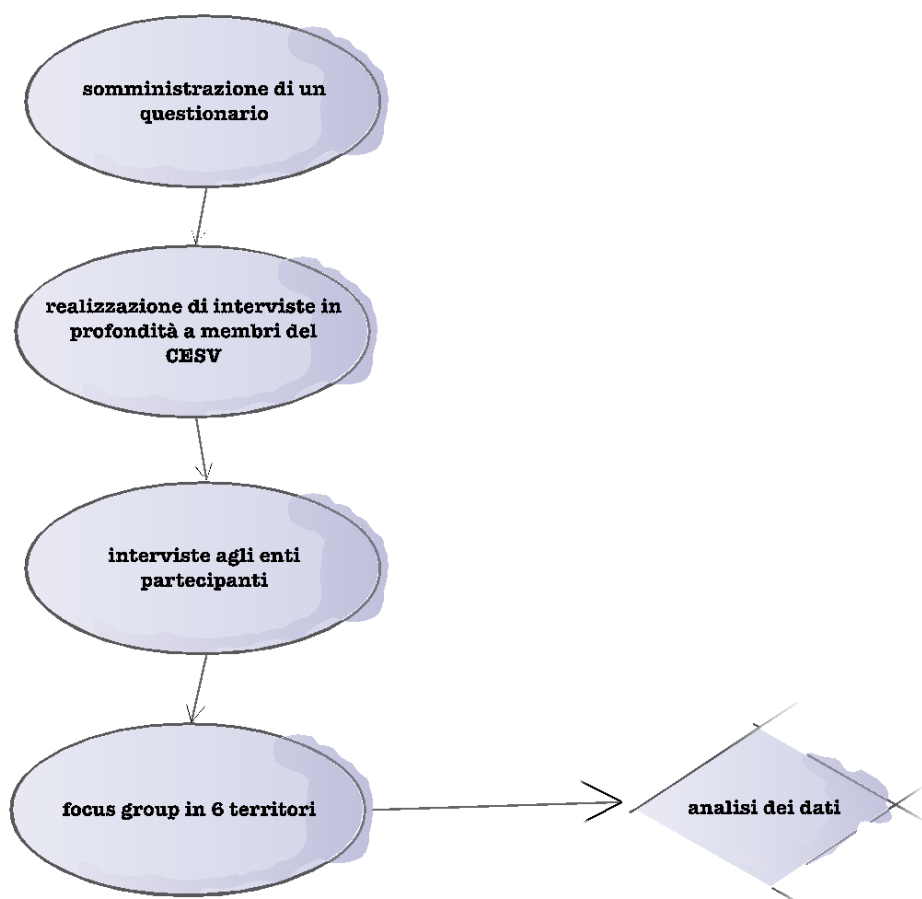 somministrazione di un
questionario
realizzazione di interviste in
profondità a membri del
CESV
interviste agli enti
partecipanti
focus group in 6 territori
analisi dei dati